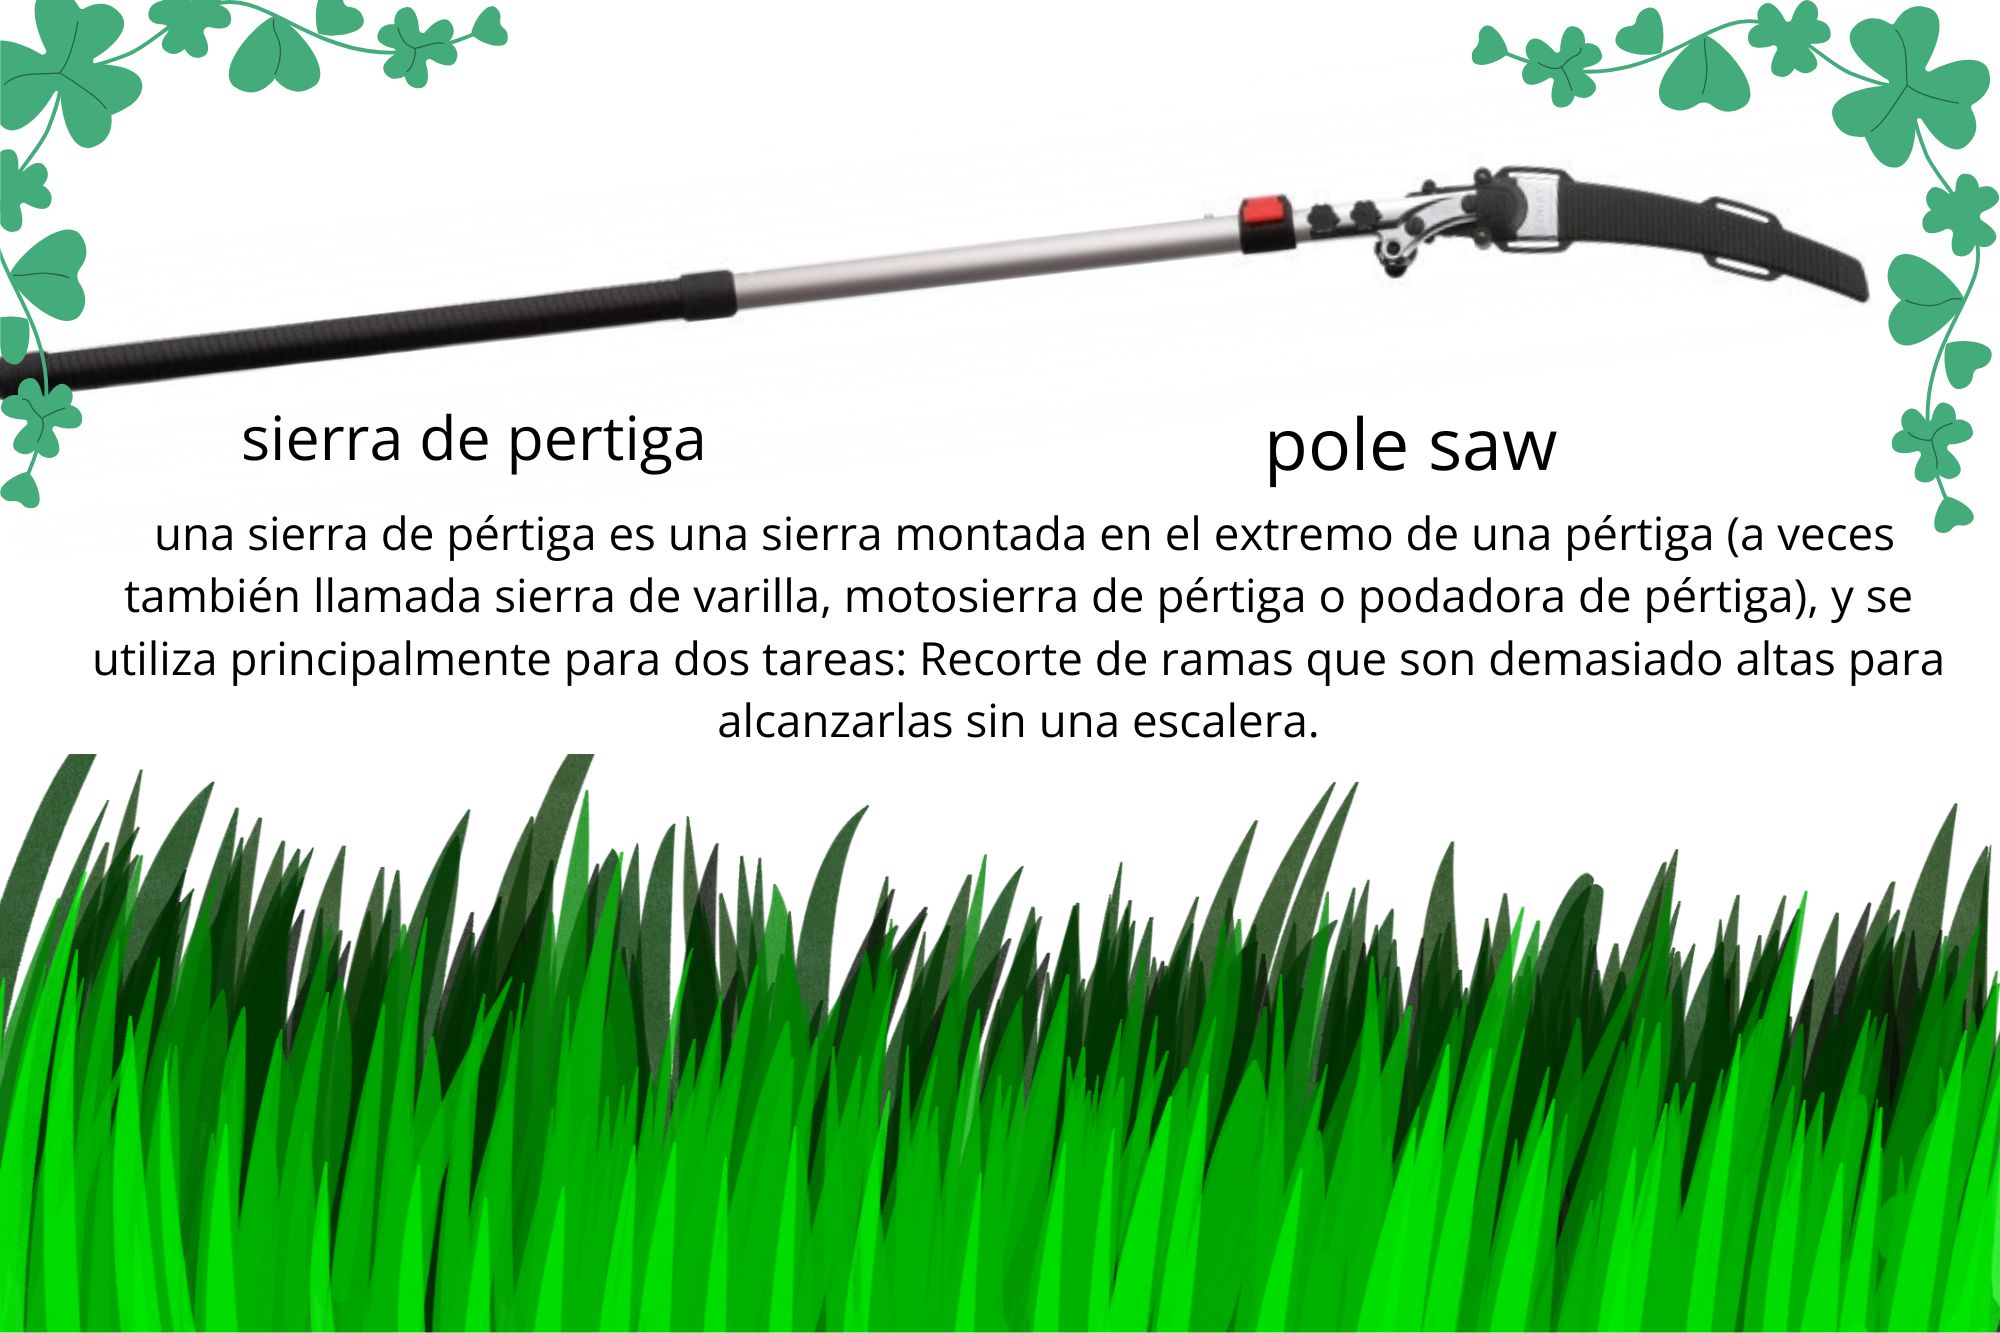 sierra de pertiga
pole saw
una sierra de pértiga es una sierra montada en el extremo de una pértiga (a veces
también llamada sierra de varilla, motosierra de pértiga o podadora de pértiga), y se
utiliza principalmente para dos tareas: Recorte de ramas que son demasiado altas para
alcanzarlas sin una escalera.